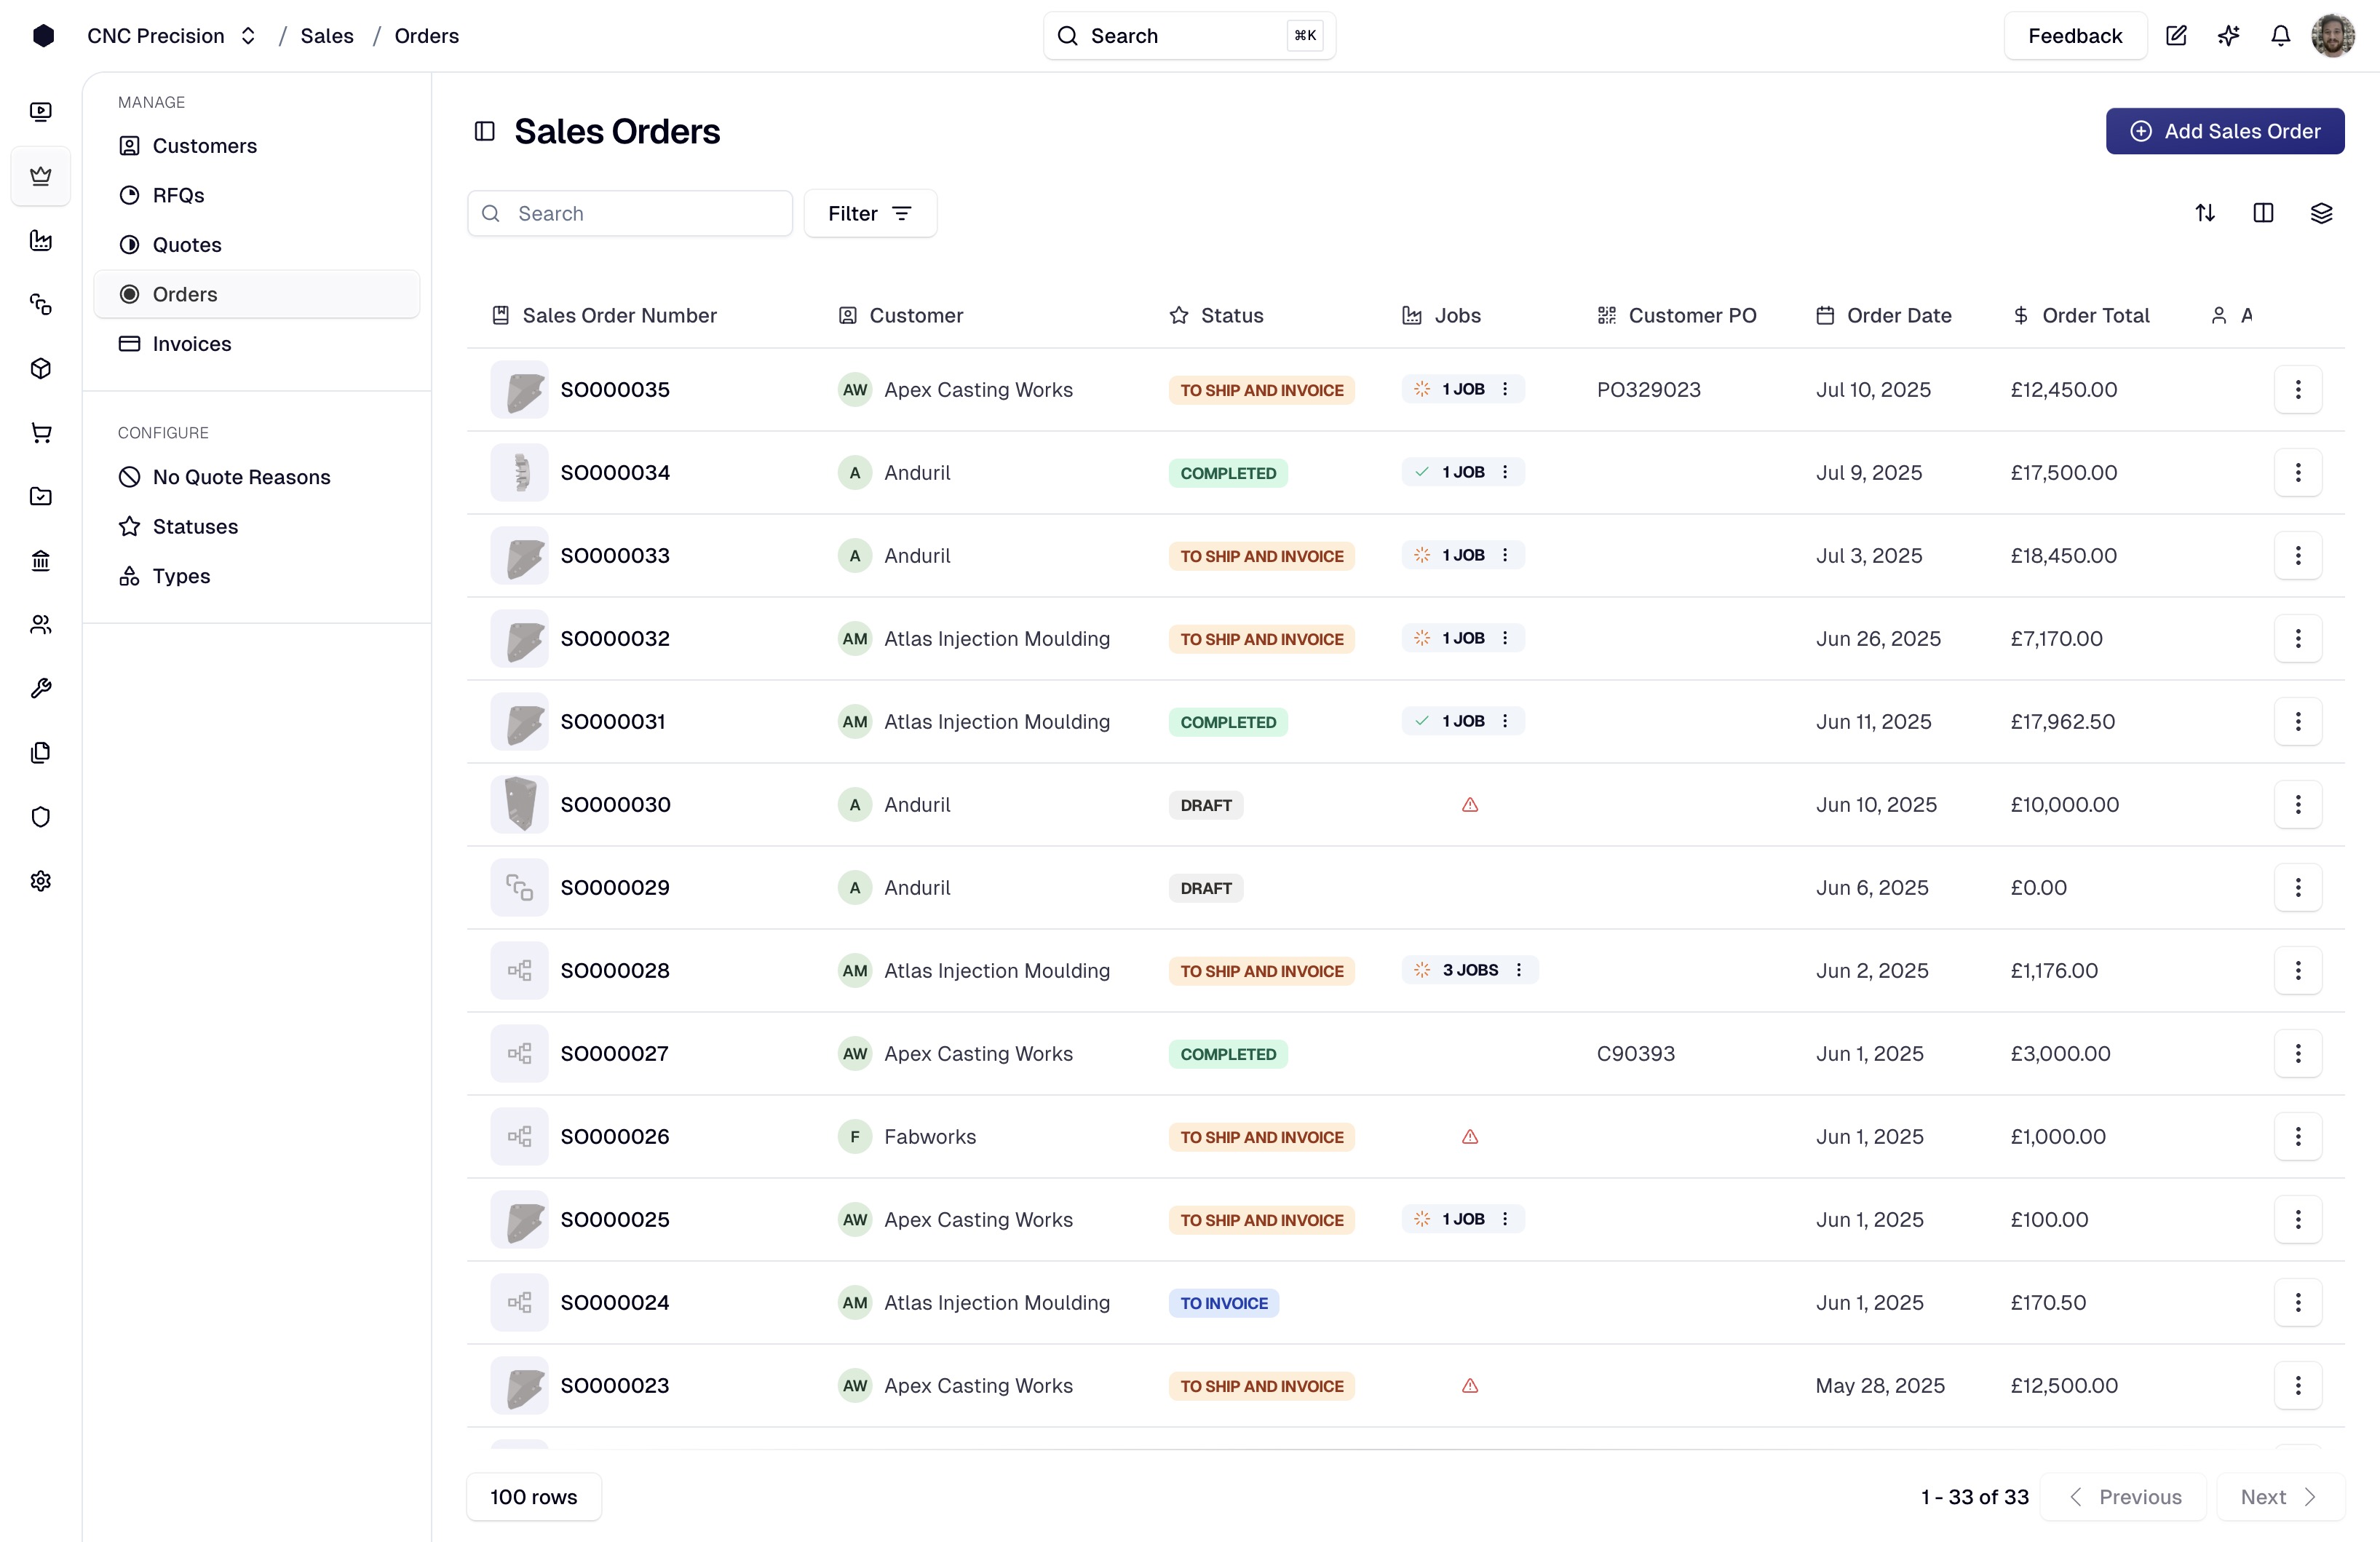 CNC Precision / Sales / Orders
Search ⌘K
Feedback
MANAGE
Customers
RFQs
Quotes
Orders
Invoices
CONFIGURE
No Quote Reasons
Statuses
Types
Sales Orders
Add Sales Order
Search
Filter
Sales Order Number Customer Status Jobs Customer PO Order Date Order Total A
SO000035 AW Apex Casting Works TO SHIP AND INVOICE 1 JOB PO329023 Jul 10, 2025 £12,450.00
SO000034 A Anduril COMPLETED 1 JOB Jul 9, 2025 £17,500.00
SO000033 A Anduril TO SHIP AND INVOICE 1 JOB Jul 3, 2025 £18,450.00
SO000032 AM Atlas Injection Moulding TO SHIP AND INVOICE 1 JOB Jun 26, 2025 £7,170.00
SO000031 AM Atlas Injection Moulding COMPLETED 1 JOB Jun 11, 2025 £17,962.50
SO000030 A Anduril DRAFT Jun 10, 2025 £10,000.00
SO000029 A Anduril DRAFT Jun 6, 2025 £0.00
SO000028 AM Atlas Injection Moulding TO SHIP AND INVOICE 3 JOBS Jun 2, 2025 £1,176.00
SO000027 AW Apex Casting Works COMPLETED C90393 Jun 1, 2025 £3,000.00
SO000026 F Fabworks TO SHIP AND INVOICE Jun 1, 2025 £1,000.00
SO000025 AW Apex Casting Works TO SHIP AND INVOICE 1 JOB Jun 1, 2025 £100.00
SO000024 AM Atlas Injection Moulding TO INVOICE Jun 1, 2025 £170.50
SO000023 AW Apex Casting Works TO SHIP AND INVOICE May 28, 2025 £12,500.00
100 rows
1 - 33 of 33 Previous Next